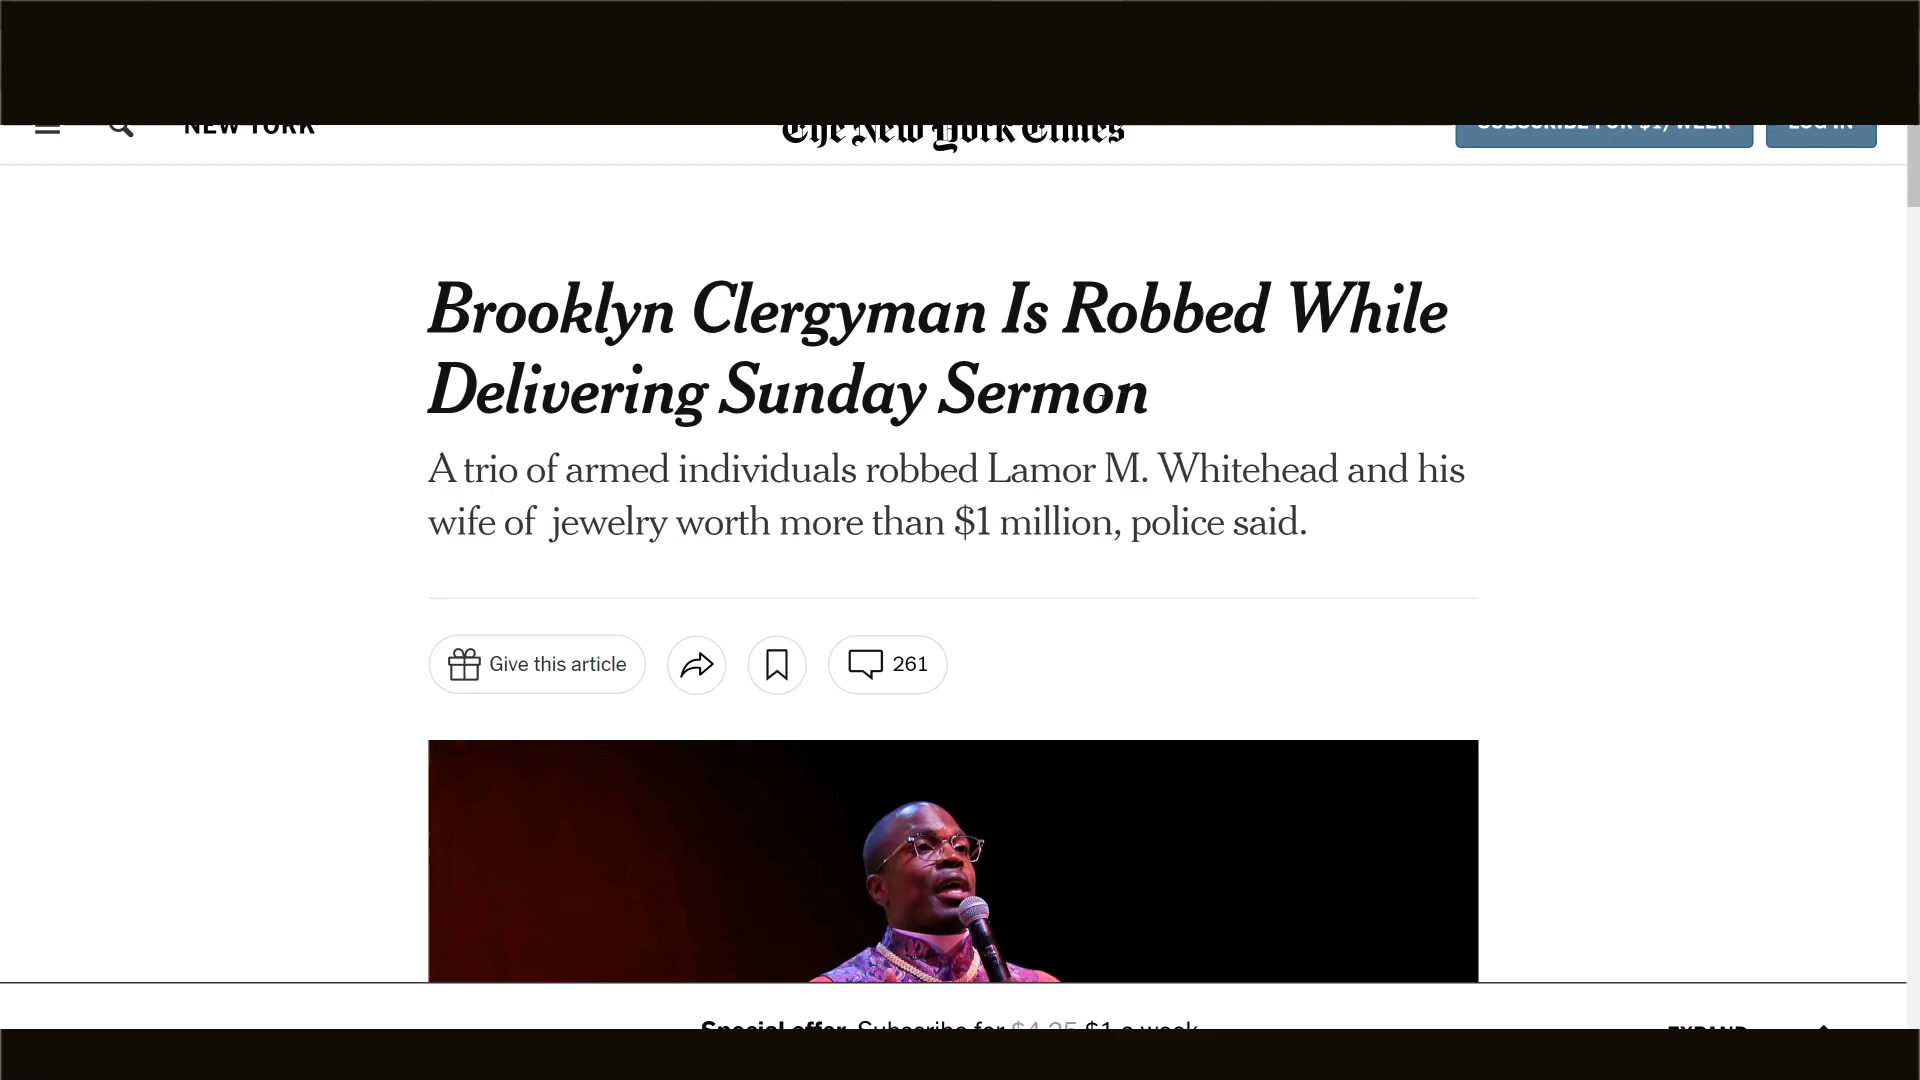 NEW YORK
The New York Times
SUBSCRIBE FOR $1/WEEK
LOG IN
Brooklyn Clergyman Is Robbed While
Delivering Sunday Sermon
A trio of armed individuals robbed Lamor M. Whitehead and his
wife of jewelry worth more than $1 million, police said.
Give this article
261
Special offer. Subscribe for $4.25 $1 a week.
EXPAND